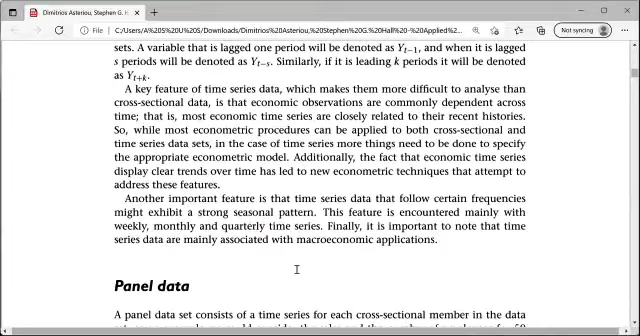 Dimitrios Asteriou, Stephen G. H
File
C:/Users/A%20S%20U%20S/Downloads/Dimitrios%20Asteriou,%20Stephen%20G.%20Hall%20-%20Applied%2...
Not syncing
sets. A variable that is lagged one period will be denoted as Yt−1, and when it is lagged
s periods will be denoted as Yt−s. Similarly, if it is leading k periods it will be denoted
as Yt+k.
A key feature of time series data, which makes them more difficult to analyse than
cross-sectional data, is that economic observations are commonly dependent across
time; that is, most economic time series are closely related to their recent histories.
So, while most econometric procedures can be applied to both cross-sectional and
time series data sets, in the case of time series more things need to be done to specify
the appropriate econometric model. Additionally, the fact that economic time series
display clear trends over time has led to new econometric techniques that attempt to
address these features.
Another important feature is that time series data that follow certain frequencies
might exhibit a strong seasonal pattern. This feature is encountered mainly with
weekly, monthly and quarterly time series. Finally, it is important to note that time
series data are mainly associated with macroeconomic applications.
Panel data
A panel data set consists of a time series for each cross-sectional member in the data